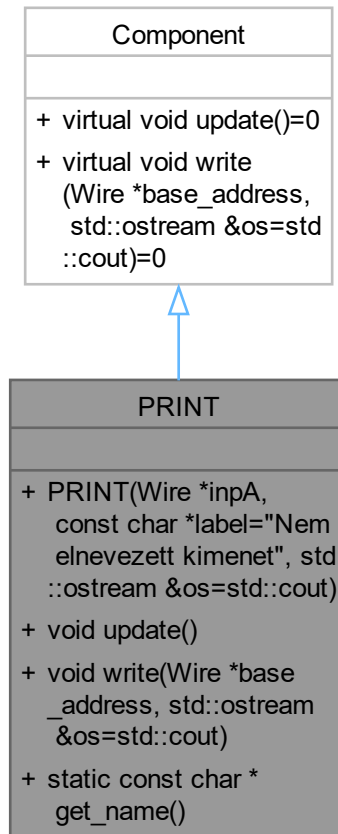 Component
+ virtual void update()=0
+ virtual void write
(Wire *base_address,
std::ostream &os=std
::cout)=0
PRINT
+ PRINT(Wire *inpA,
const char *label="Nem
elnevezett kimenet", std
::ostream &os=std::cout)
+ void update()
+ void write(Wire *base
_address, std::ostream
&os=std::cout)
+ static const char *
get_name()